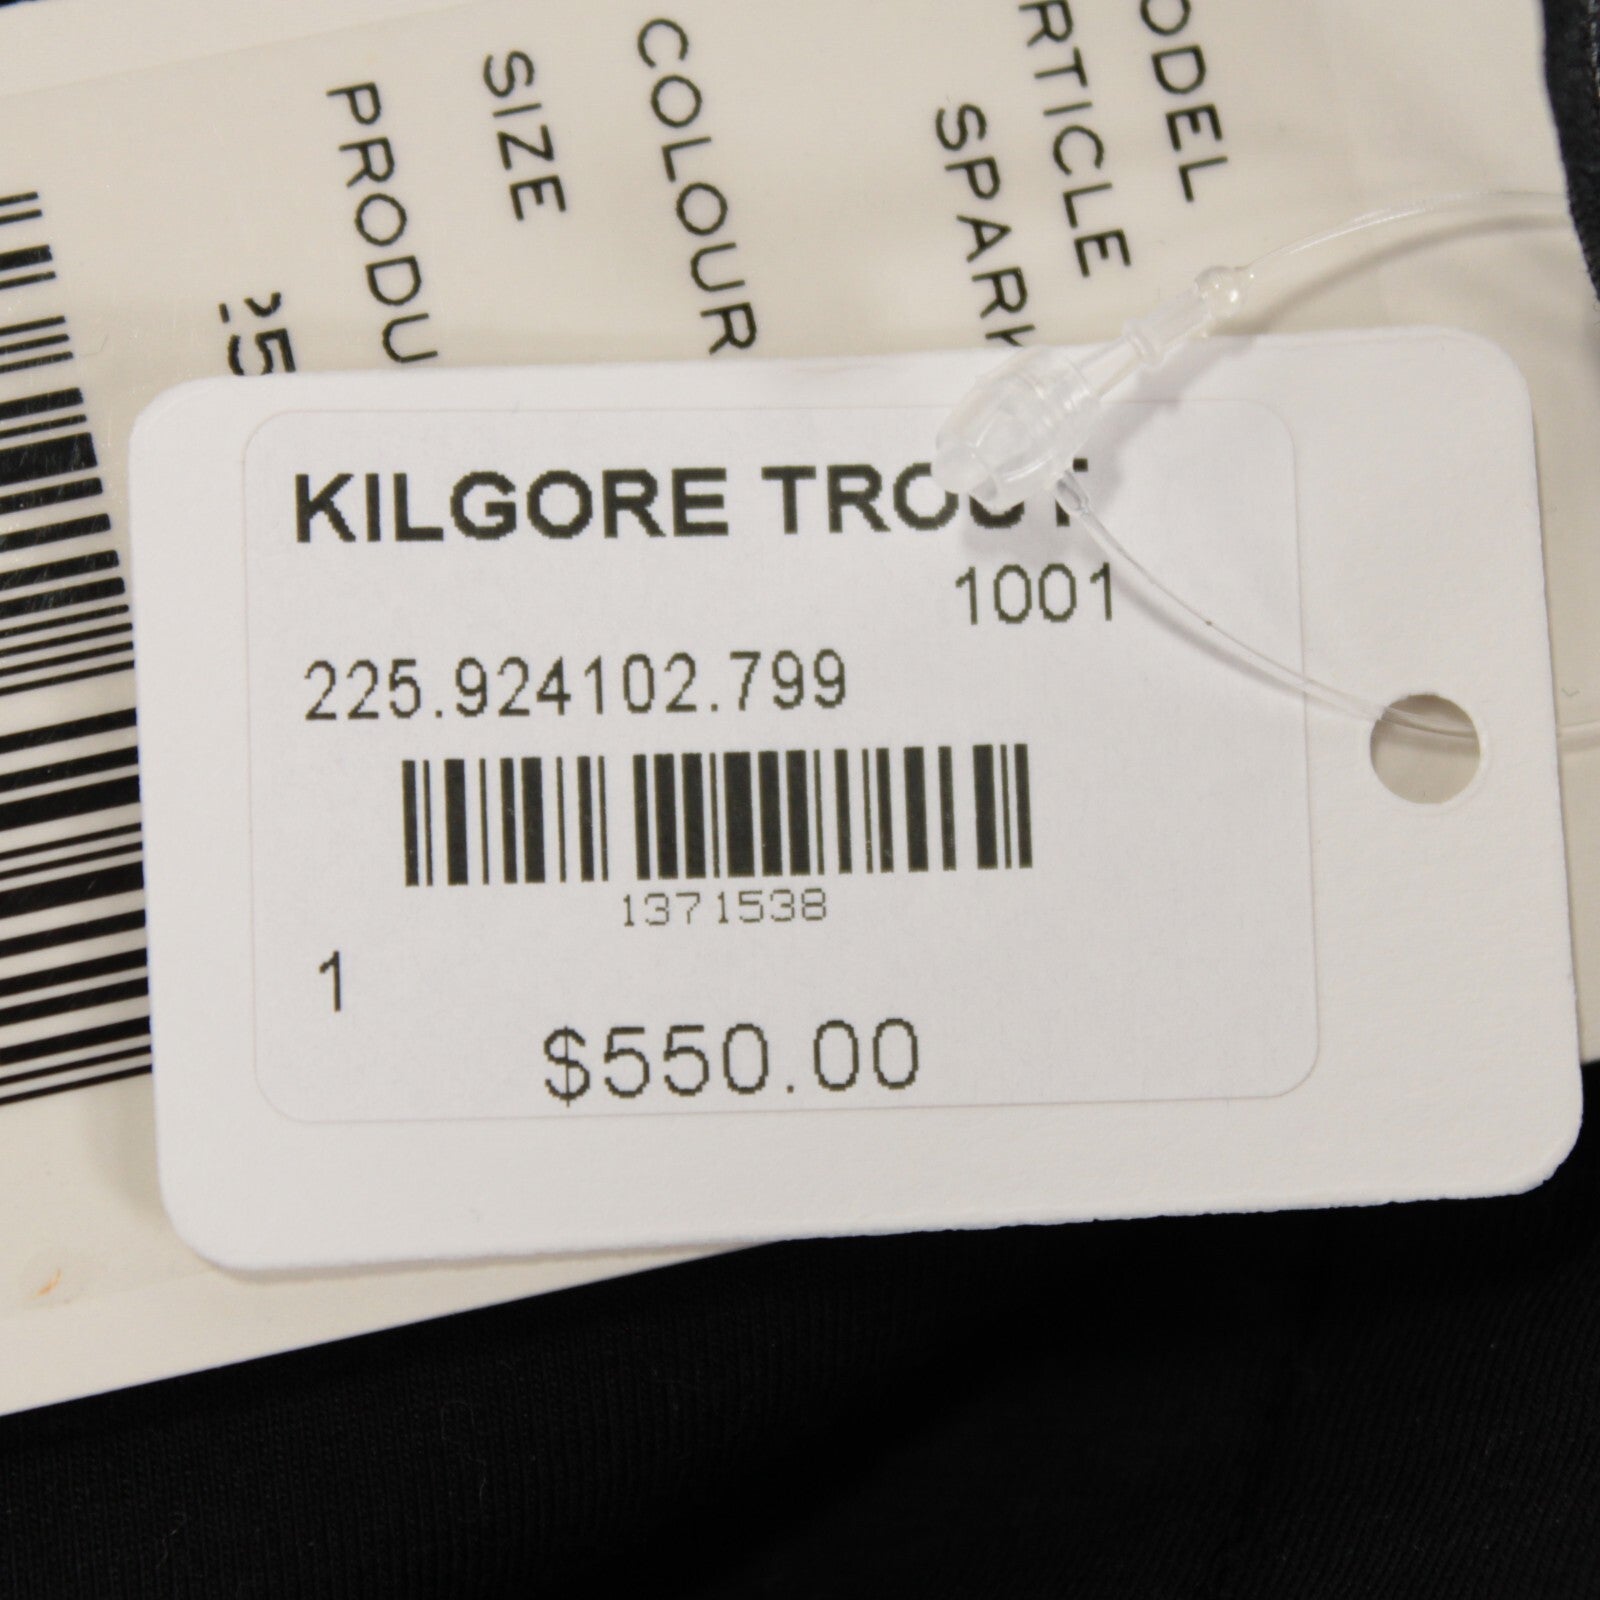 ODEL
RTICLE
SPARK
COLOUR
SIZE
PRODU
KILGORE TROUT
1001
225.924102.799
1371538
1
$550.00